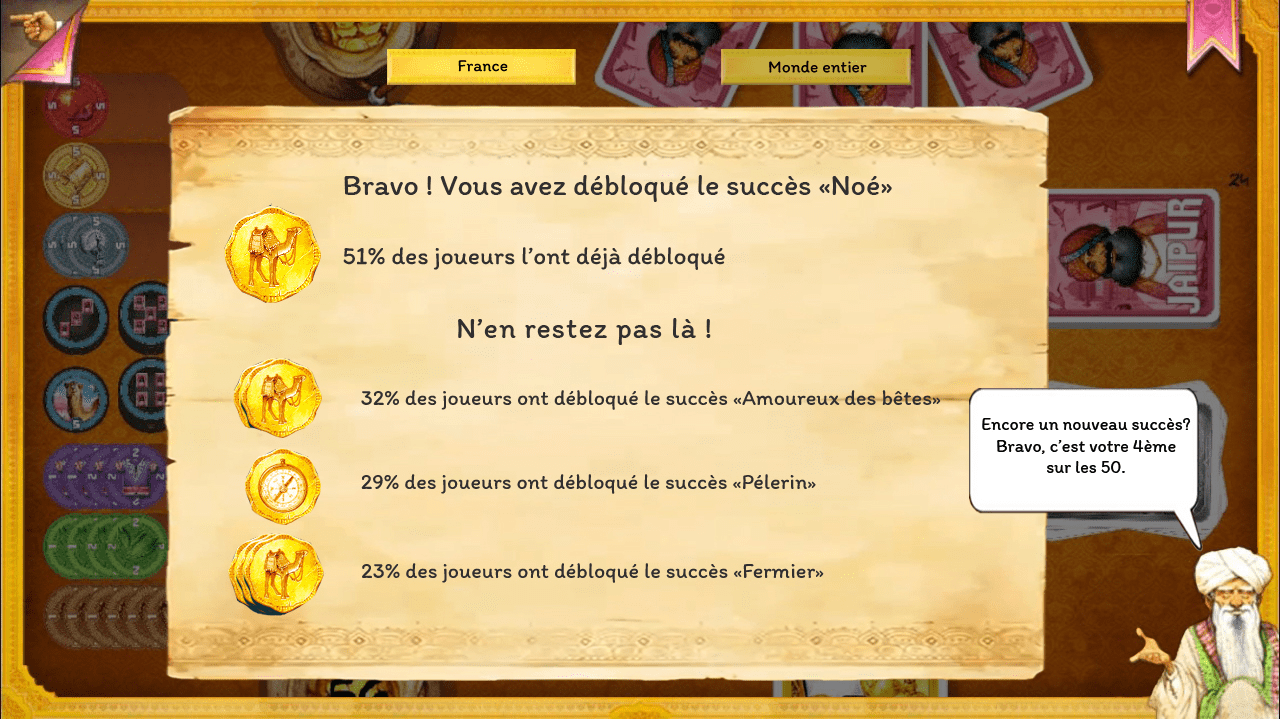 France
Monde entier
Bravo ! Vous avez débloqué le succès «Noé»
51% des joueurs l’ont déjà débloqué
N’en restez pas là !
32% des joueurs ont débloqué le succès «Amoureux des bêtes»
29% des joueurs ont débloqué le succès «Pélerin»
23% des joueurs ont débloqué le succès «Fermier»
24
JAIPUR
Encore un nouveau succès?
Bravo, c’est votre 4ème
sur les 50.